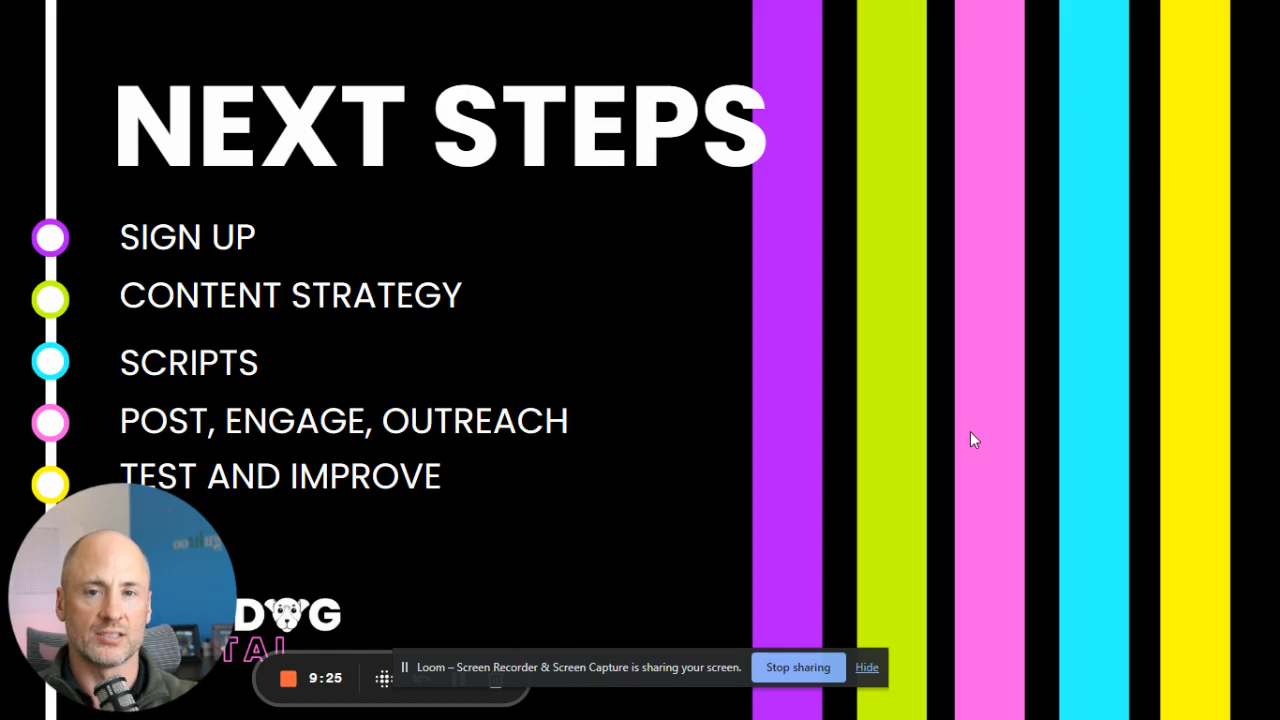 NEXT STEPS
SIGN UP
CONTENT STRATEGY
SCRIPTS
POST, ENGAGE, OUTREACH
TEST AND IMPROVE
DOG
TAL
Loom – Screen Recorder & Screen Capture is sharing your screen. Stop sharing Hide
9:25